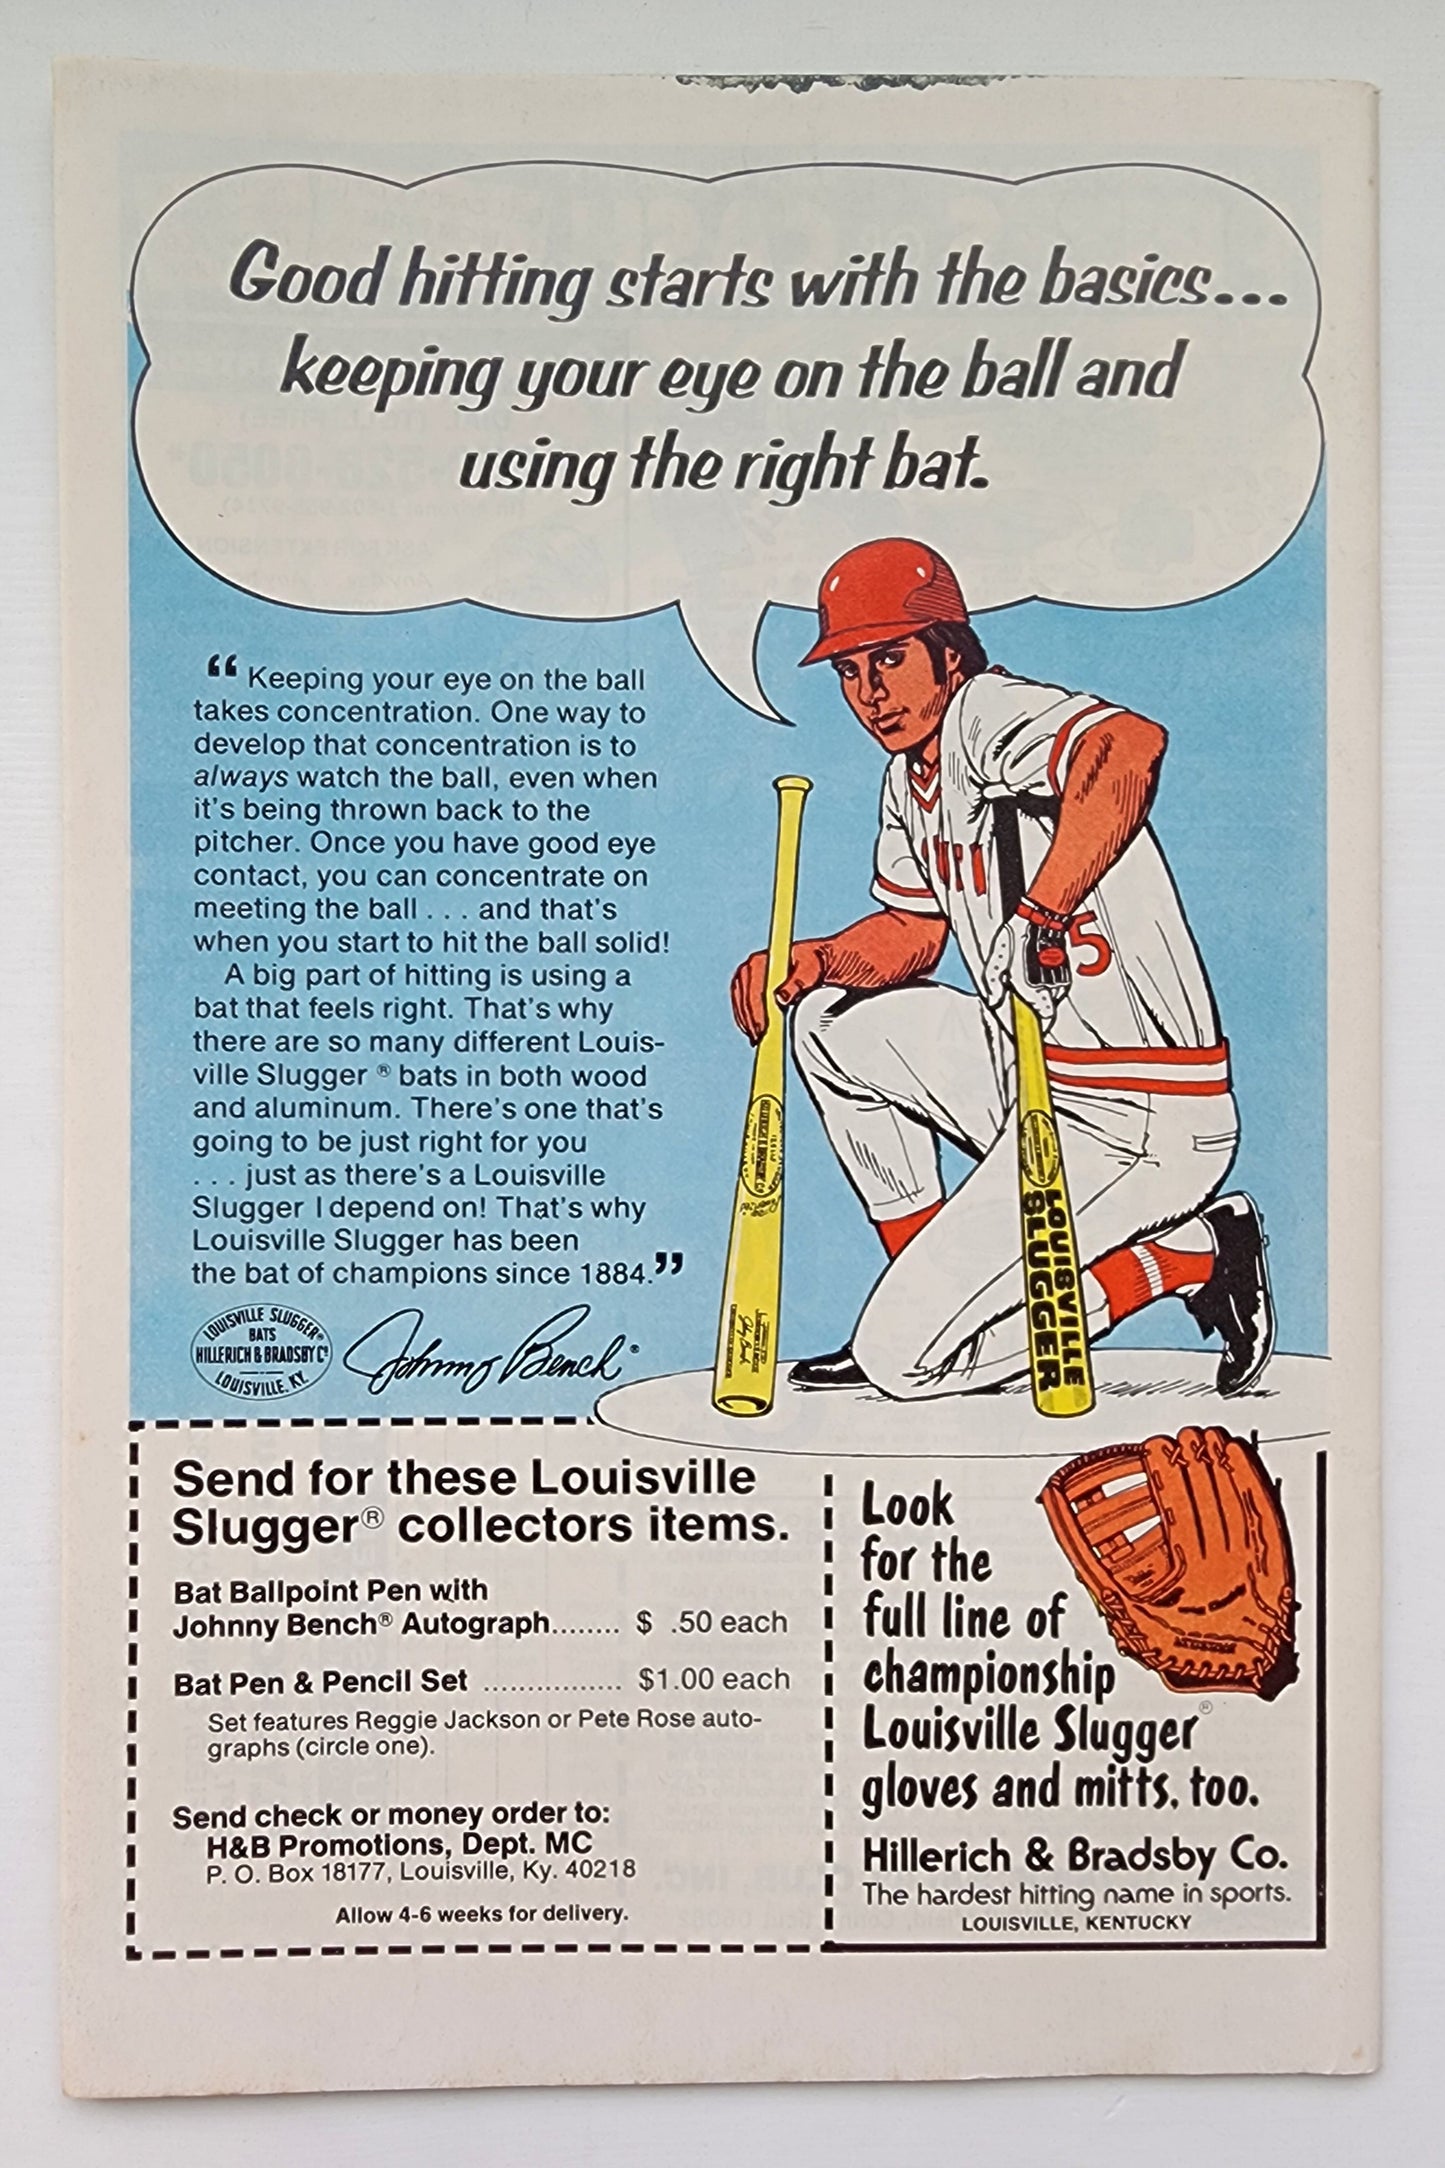 Good hitting starts with the basics...
keeping your eye on the ball and
using the right bat.
“ Keeping your eye on the ball
takes concentration. One way to
develop that concentration is to
always watch the ball, even when
it's being thrown back to the
pitcher. Once you have good eye
contact, you can concentrate on
meeting the ball . . . and that's
when you start to hit the ball solid!
A big part of hitting is using a
bat that feels right. That's why
there are so many different Louis-
ville Slugger ® bats in both wood
and aluminum. There's one that's
going to be just right for you
. . . just as there's a Louisville
Slugger I depend on! That's why
Louisville Slugger has been
the bat of champions since 1884.”
LOUISVILLE SLUGGER®
BATS
HILLERICH & BRADSBY Co
LOUISVILLE. KY.
Johnny Bench®
5
LOUISVILLE
SLUGGER
Send for these Louisville
Slugger® collectors items.
Bat Ballpoint Pen with
Johnny Bench® Autograph........ $ .50 each
Bat Pen & Pencil Set ................ $1.00 each
Set features Reggie Jackson or Pete Rose auto-
graphs (circle one).
Send check or money order to:
H&B Promotions, Dept. MC
P. O. Box 18177, Louisville, Ky. 40218
Allow 4-6 weeks for delivery.
Look
for the
full line of
championship
Louisville Slugger®
gloves and mitts, too.
Hillerich & Bradsby Co.
The hardest hitting name in sports.
LOUISVILLE, KENTUCKY